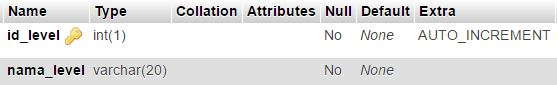 Name Type Collation Attributes Null Default Extra
id_level int(1) No None AUTO_INCREMENT
nama_level varchar(20) No None